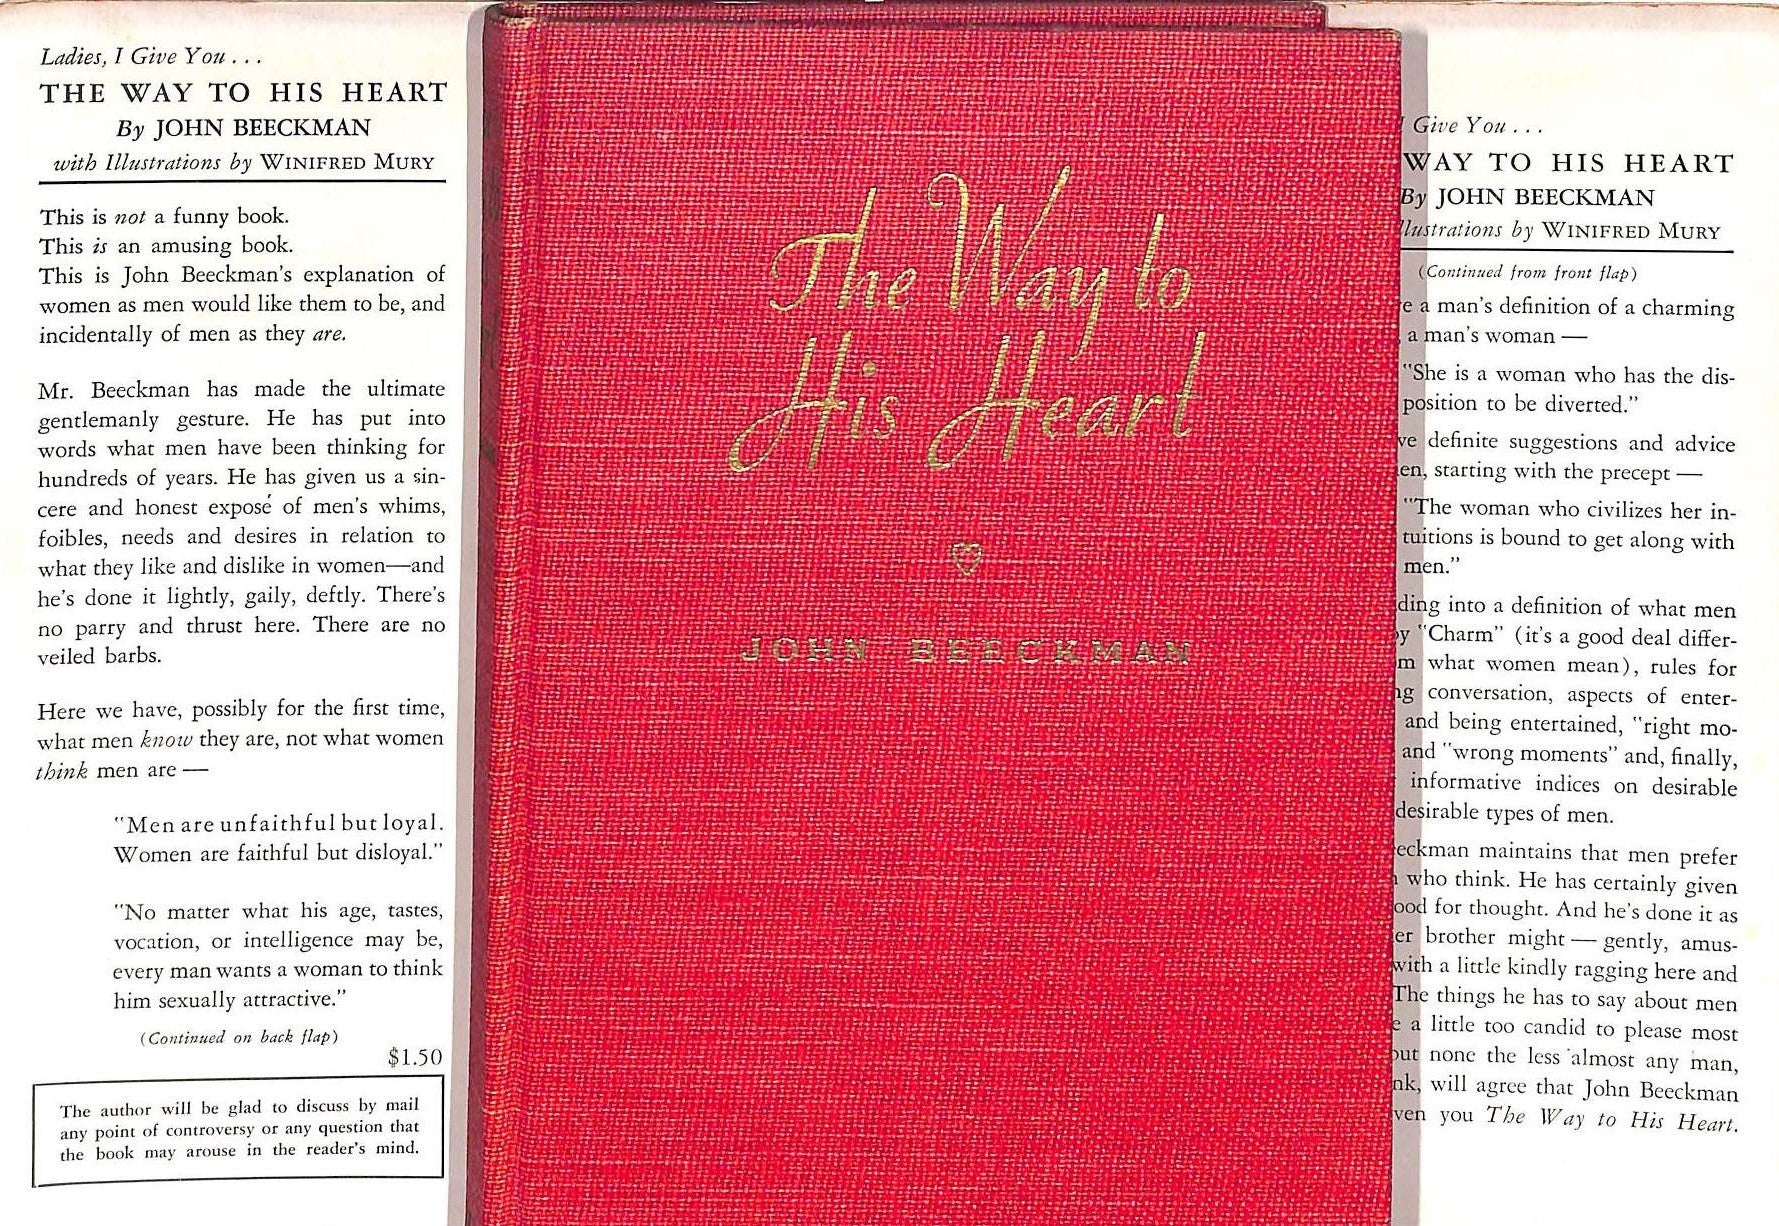 Ladies, I Give You . . .
THE WAY TO HIS HEART
By JOHN BEECKMAN
with Illustrations by WINIFRED MURY
This is not a funny book.
This is an amusing book.
This is John Beeckman's explanation of
women as men would like them to be, and
incidentally of men as they are.
Mr. Beeckman has made the ultimate
gentlemanly gesture. He has put into
words what men have been thinking for
hundreds of years. He has given us a sin-
cere and honest exposé of men's whims,
foibles, needs and desires in relation to
what they like and dislike in women—and
he's done it lightly, gaily, deftly. There's
no parry and thrust here. There are no
veiled barbs.
Here we have, possibly for the first time,
what men know they are, not what women
think men are —
"Men are unfaithful but loyal.
Women are faithful but disloyal."
"No matter what his age, tastes,
vocation, or intelligence may be,
every man wants a woman to think
him sexually attractive."
(Continued on back flap)
$1.50
The author will be glad to discuss by mail
any point of controversy or any question that
the book may arouse in the reader's mind.
The Way to
His Heart
JOHN BEECKMAN
Give You . . .
WAY TO HIS HEART
By JOHN BEECKMAN
by WINIFRED MURY
(Continued from front flap)
a man's definition of a charming
a man's woman —
"She is a woman who has the dis-
position to be diverted."
definite suggestions and advice
starting with the precept —
"The woman who civilizes her in-
tuitions is bound to get along with
men."
into a definition of what men
"Charm" (it's a good deal differ-
what women mean), rules for
conversation, aspects of enter-
and being entertained, "right mo-
and "wrong moments" and, finally,
informative indices on desirable
types of men.
maintains that men prefer
who think. He has certainly given
for thought. And he's done it as
brother might — gently, amus-
with a little kindly ragging here and
The things he has to say about men
a little too candid to please most
none the less almost any man,
will agree that John Beeckman
you The Way to His Heart.